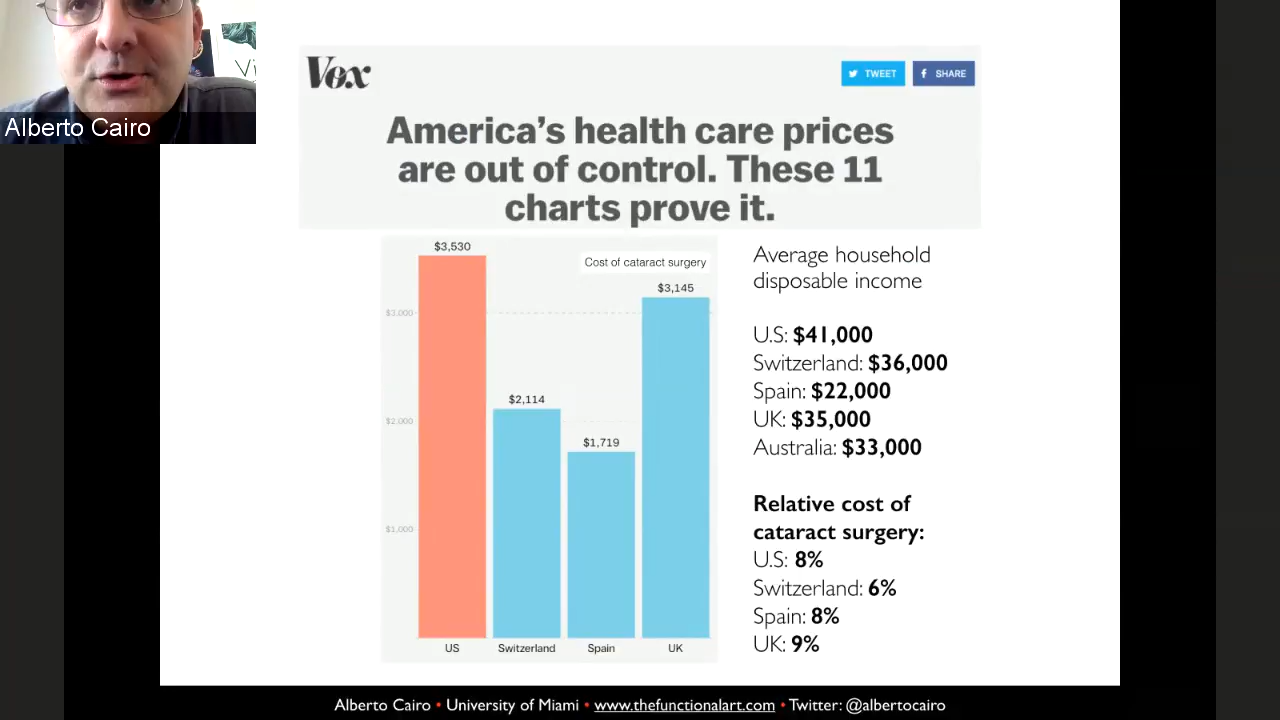 Alberto Cairo
Vox
TWEET
SHARE
America's health care prices
are out of control. These 11
charts prove it.
Cost of cataract surgery
$3,530
$2,114
$1,719
$3,145
$3,000
$2,000
$1,000
US
Switzerland
Spain
UK
Average household
disposable income
U.S: $41,000
Switzerland: $36,000
Spain: $22,000
UK: $35,000
Australia: $33,000
Relative cost of
cataract surgery:
U.S: 8%
Switzerland: 6%
Spain: 8%
UK: 9%
Alberto Cairo • University of Miami • www.thefunctionalart.com • Twitter: @albertocairo